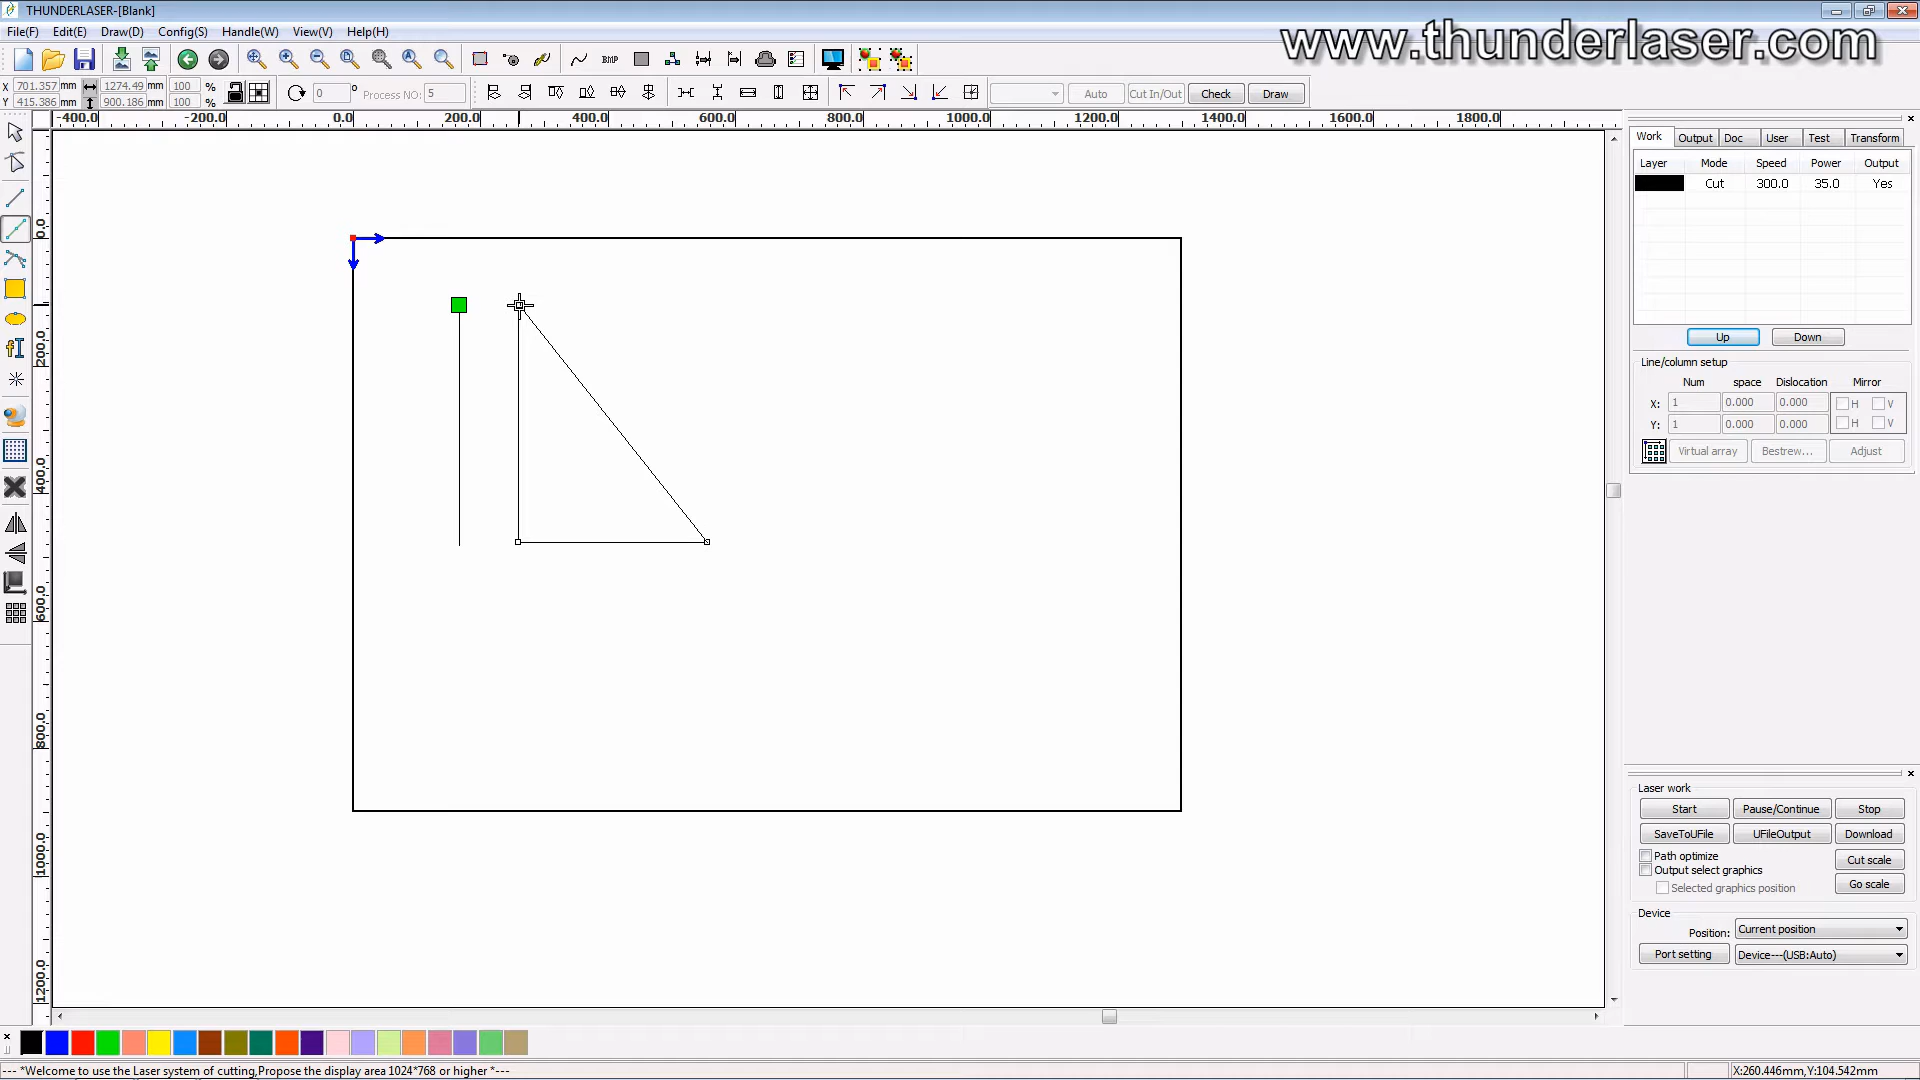 THUNDERLASER-[Blank]
www.thunderlaser.com
File(F) Edit(E) Draw(D) Config(S) Handle(W) View(V) Help(H)
BMP
X 701.357 mm 1274.49 mm 100 %
Y 415.386 mm 900.186 mm 100 %
0 ° Process NO: 5
Auto Cut In/Out Check Draw
-400.0 -200.0 0.0 200.0 400.0 600.0 800.0 1000.0 1200.0 1400.0 1600.0 1800.0
0.0
200.0
400.0
600.0
800.0
1000.0
1200.0
Work Output Doc User Test Transform
Layer Mode Speed Power Output
Cut 300.0 35.0 Yes
Up Down
Line/column setup
Num space Dislocation Mirror
X: 1 0.000 0.000 H V
Y: 1 0.000 0.000 H V
Virtual array Bestrew... Adjust
Laser work
Start Pause/Continue Stop
SaveToUFile UFileOutput Download
Path optimize
Output select graphics
Selected graphics position
Cut scale
Go scale
Device
Position: Current position
Port setting Device---(USB:Auto)
--- *Welcome to use the Laser system of cutting,Propose the display area 1024*768 or higher *---
X:260.446mm,Y:104.542mm